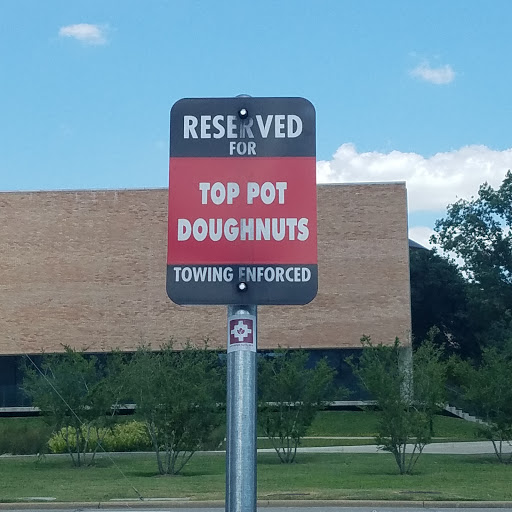 RESERVED
FOR
TOP POT
DOUGHNUTS
TOWING ENFORCED